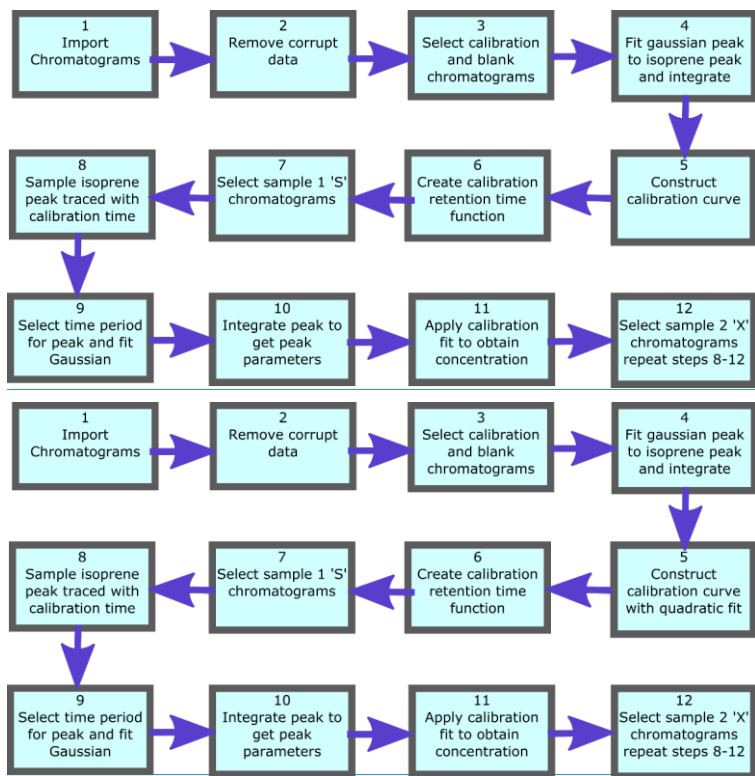 1
Import
Chromatograms
2
Remove corrupt
data
3
Select calibration
and blank
chromatograms
4
Fit gaussian peak
to isoprene peak
and integrate
5
Construct
calibration curve
6
Create calibration
retention time
function
7
Select sample 1 'S'
chromatograms
8
Sample isoprene
peak traced with
calibration time
9
Select time period
for peak and fit
Gaussian
10
Integrate peak to
get peak
parameters
11
Apply calibration
fit to obtain
concentration
12
Select sample 2 'X'
chromatograms
repeat steps 8-12
1
Import
Chromatograms
2
Remove corrupt
data
3
Select calibration
and blank
chromatograms
4
Fit gaussian peak
to isoprene peak
and integrate
5
Construct
calibration curve
with quadratic fit
6
Create calibration
retention time
function
7
Select sample 1 'S'
chromatograms
8
Sample isoprene
peak traced with
calibration time
9
Select time period
for peak and fit
Gaussian
10
Integrate peak to
get peak
parameters
11
Apply calibration
fit to obtain
concentration
12
Select sample 2 'X'
chromatograms
repeat steps 8-12